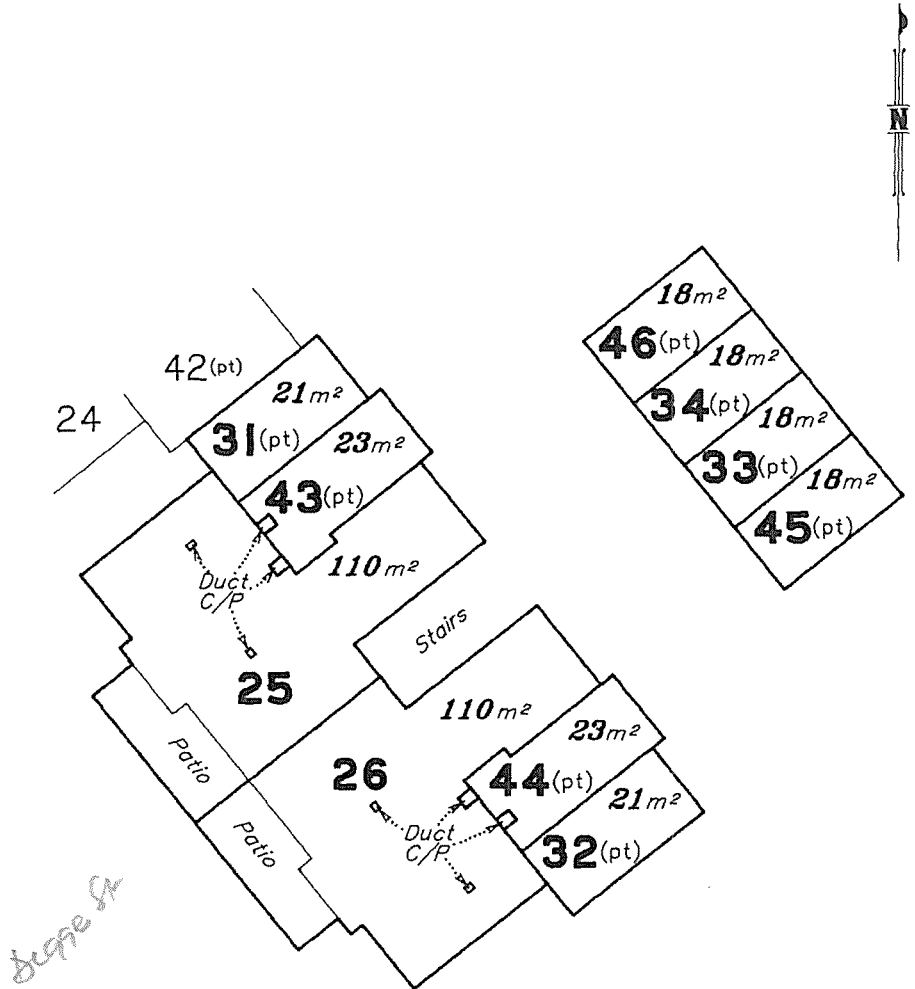 N
18m²
46(pt)
18m²
34(pt)
18m²
33(pt)
18m²
45(pt)
42(pt)
24
21m²
31(pt)
23m²
43(pt)
110m²
Duct
C/P
25
Stairs
Patio
110m²
26
23m²
44(pt)
21m²
32(pt)
Duct
C/P
Patio